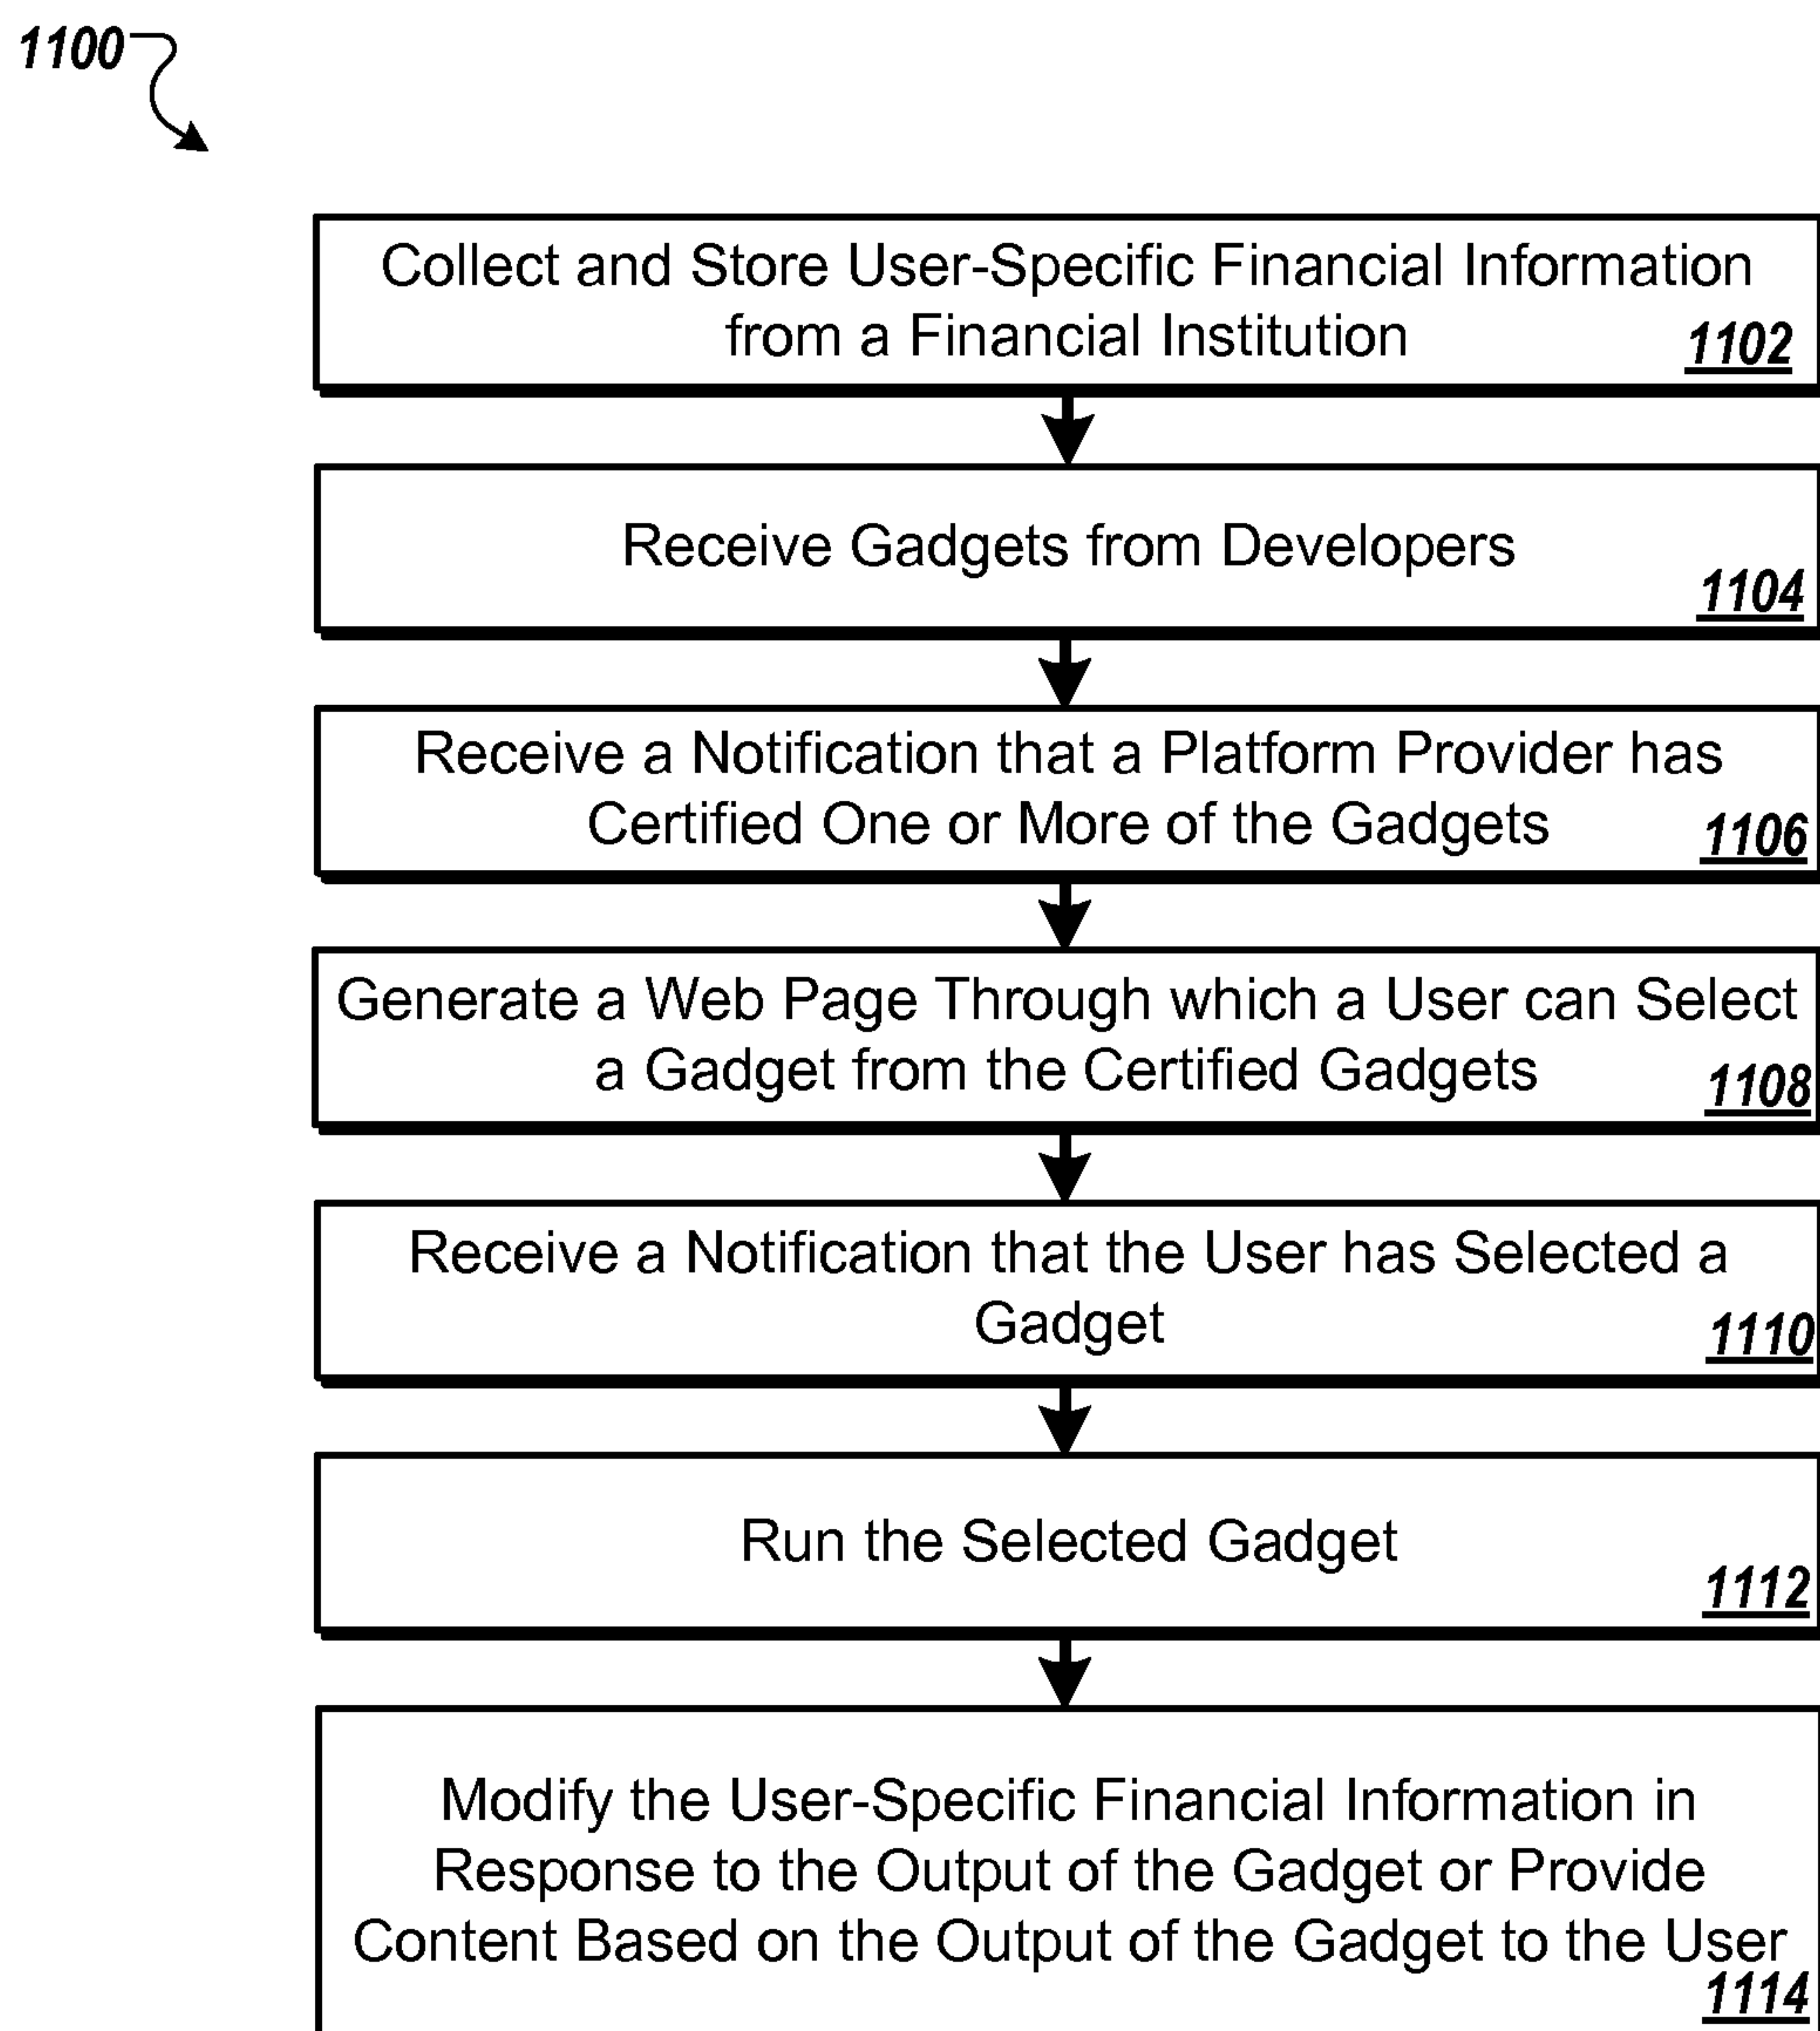 1100
Collect and Store User-Specific Financial Information
from a Financial Institution
1102
Receive Gadgets from Developers
1104
Receive a Notification that a Platform Provider has
Certified One or More of the Gadgets
1106
Generate a Web Page Through which a User can Select
a Gadget from the Certified Gadgets
1108
Receive a Notification that the User has Selected a
Gadget
1110
Run the Selected Gadget
1112
Modify the User-Specific Financial Information in
Response to the Output of the Gadget or Provide
Content Based on the Output of the Gadget to the User
1114